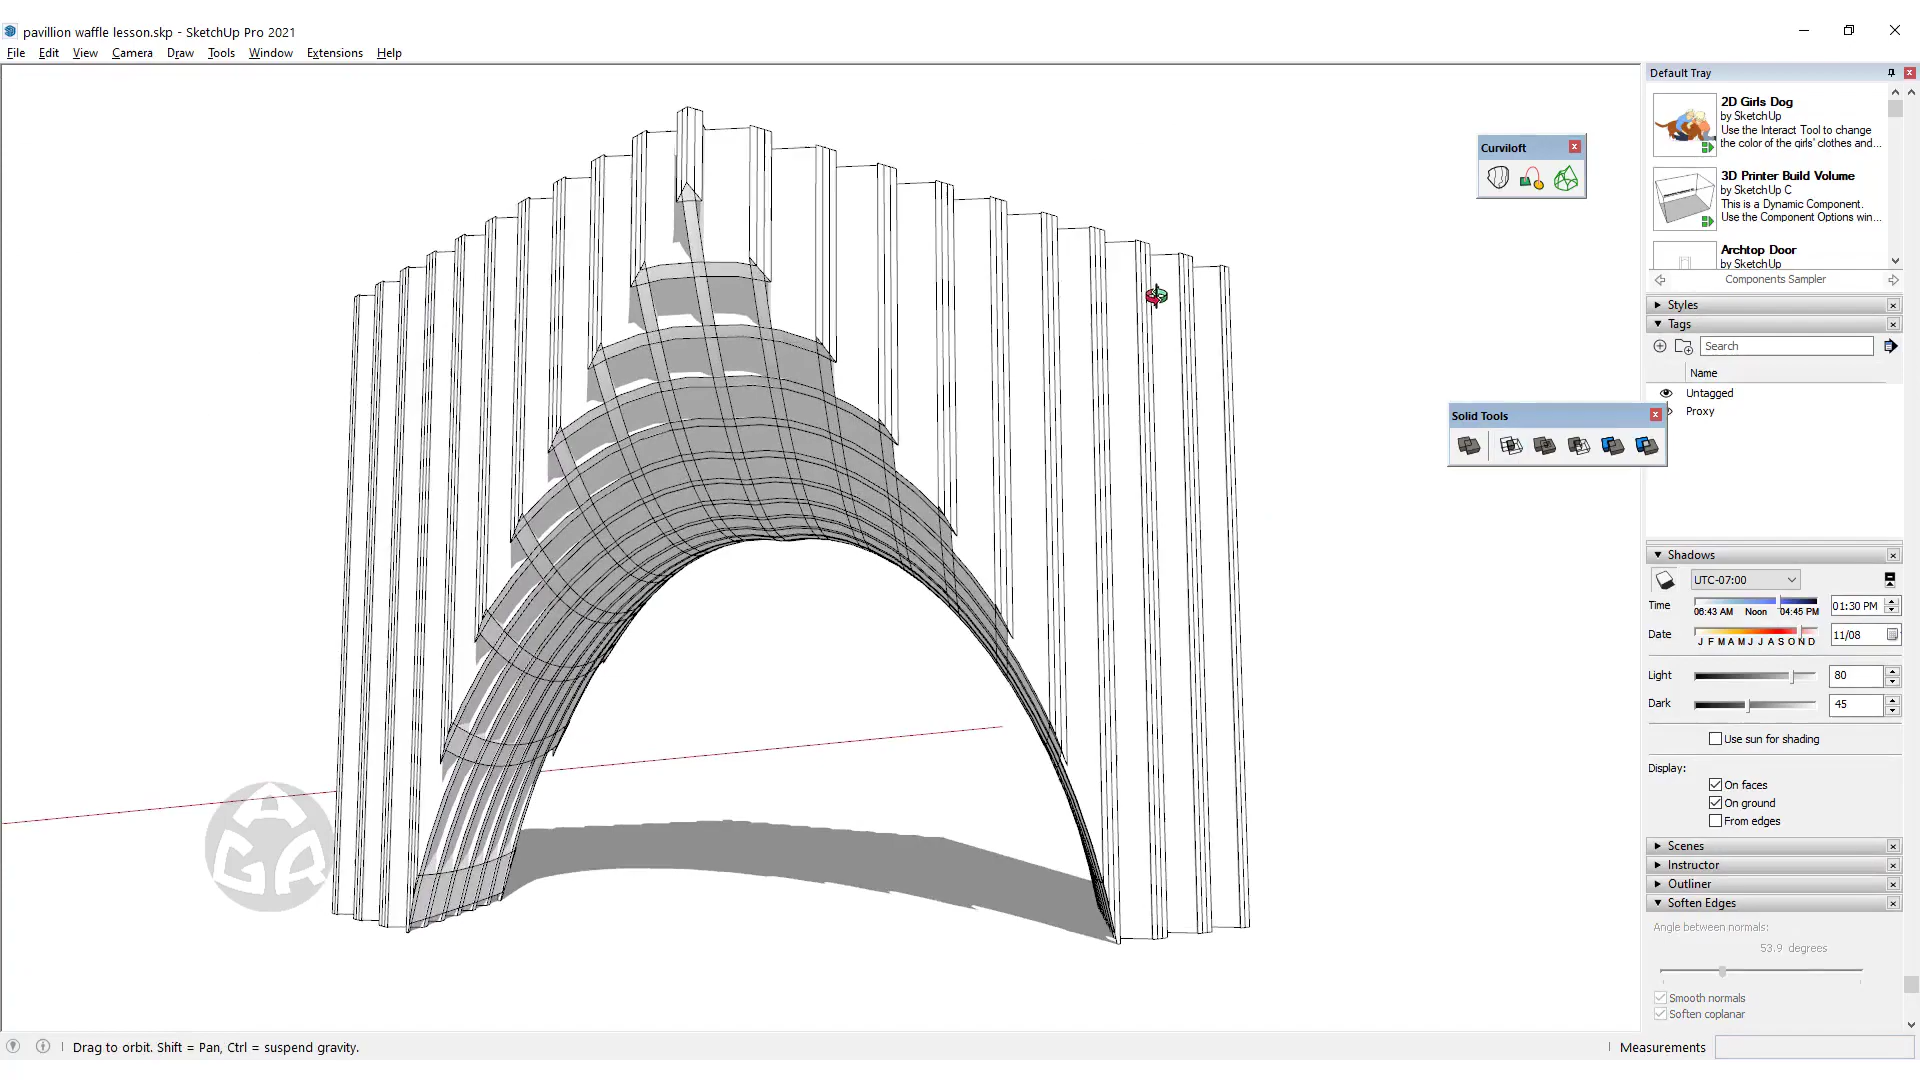 pavillion waffle lesson.skp - SketchUp Pro 2021
File Edit View Camera Draw Tools Window Extensions Help
Default Tray
2D Girls Dog
by SketchUp
Use the Interact Tool to change
the color of the girls' clothes and...
3D Printer Build Volume
by SketchUp C
This is a Dynamic Component.
Use the Component Options win...
Archtop Door
by SketchUp
Components Sampler
Curviloft
Styles
Tags
Search
Name
Untagged
Proxy
Solid Tools
Shadows
UTC-07:00
Time
06:43 AM Noon 04:45 PM
01:30 PM
Date
J F M A M J J A S O N D
11/08
Light
80
Dark
45
Use sun for shading
Display:
On faces
On ground
From edges
Scenes
Instructor
Outliner
Soften Edges
Angle between normals:
53.9 degrees
Smooth normals
Soften coplanar
Drag to orbit. Shift = Pan, Ctrl = suspend gravity.
Measurements